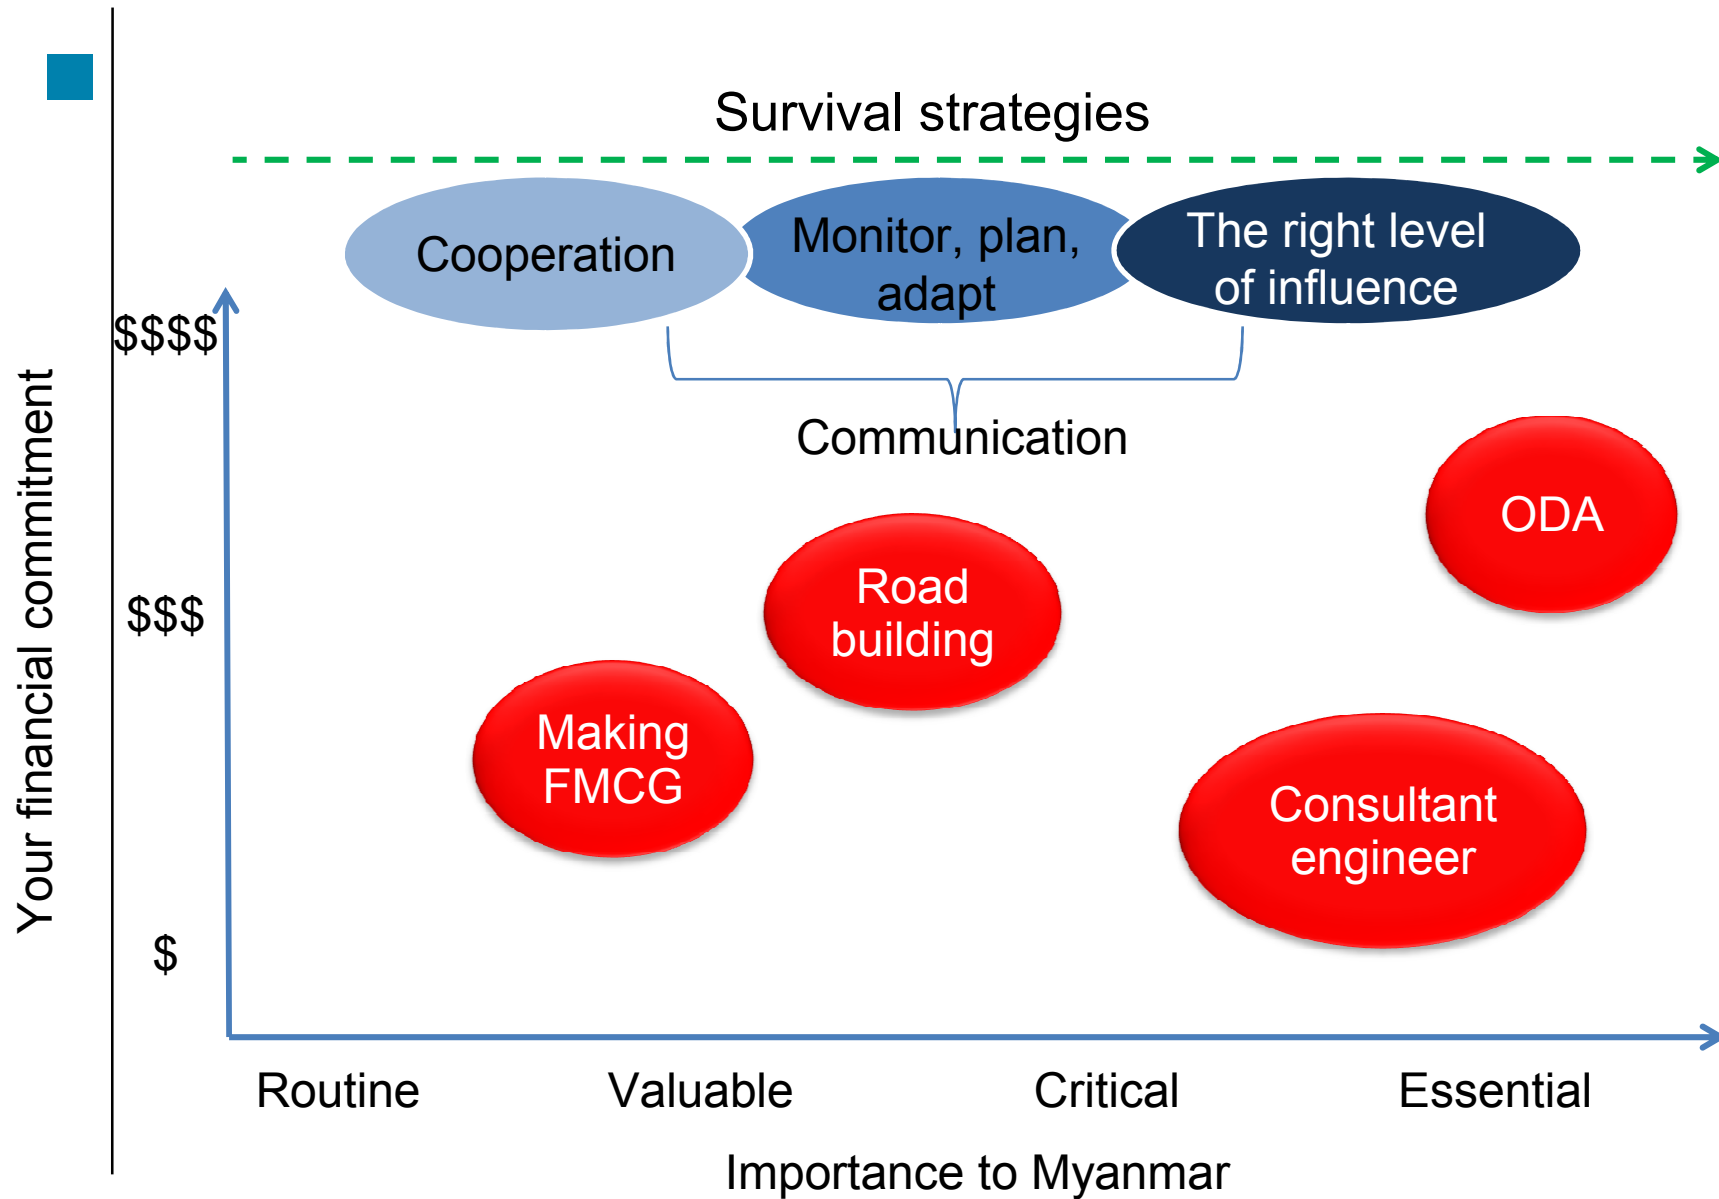 Survival strategies
Cooperation
Monitor, plan,
adapt
The right level
of influence
Communication
Your financial commitment
$$$$
$$$
$
ODA
Road
building
Making
FMCG
Consultant
engineer
Routine
Valuable
Critical
Essential
Importance to Myanmar